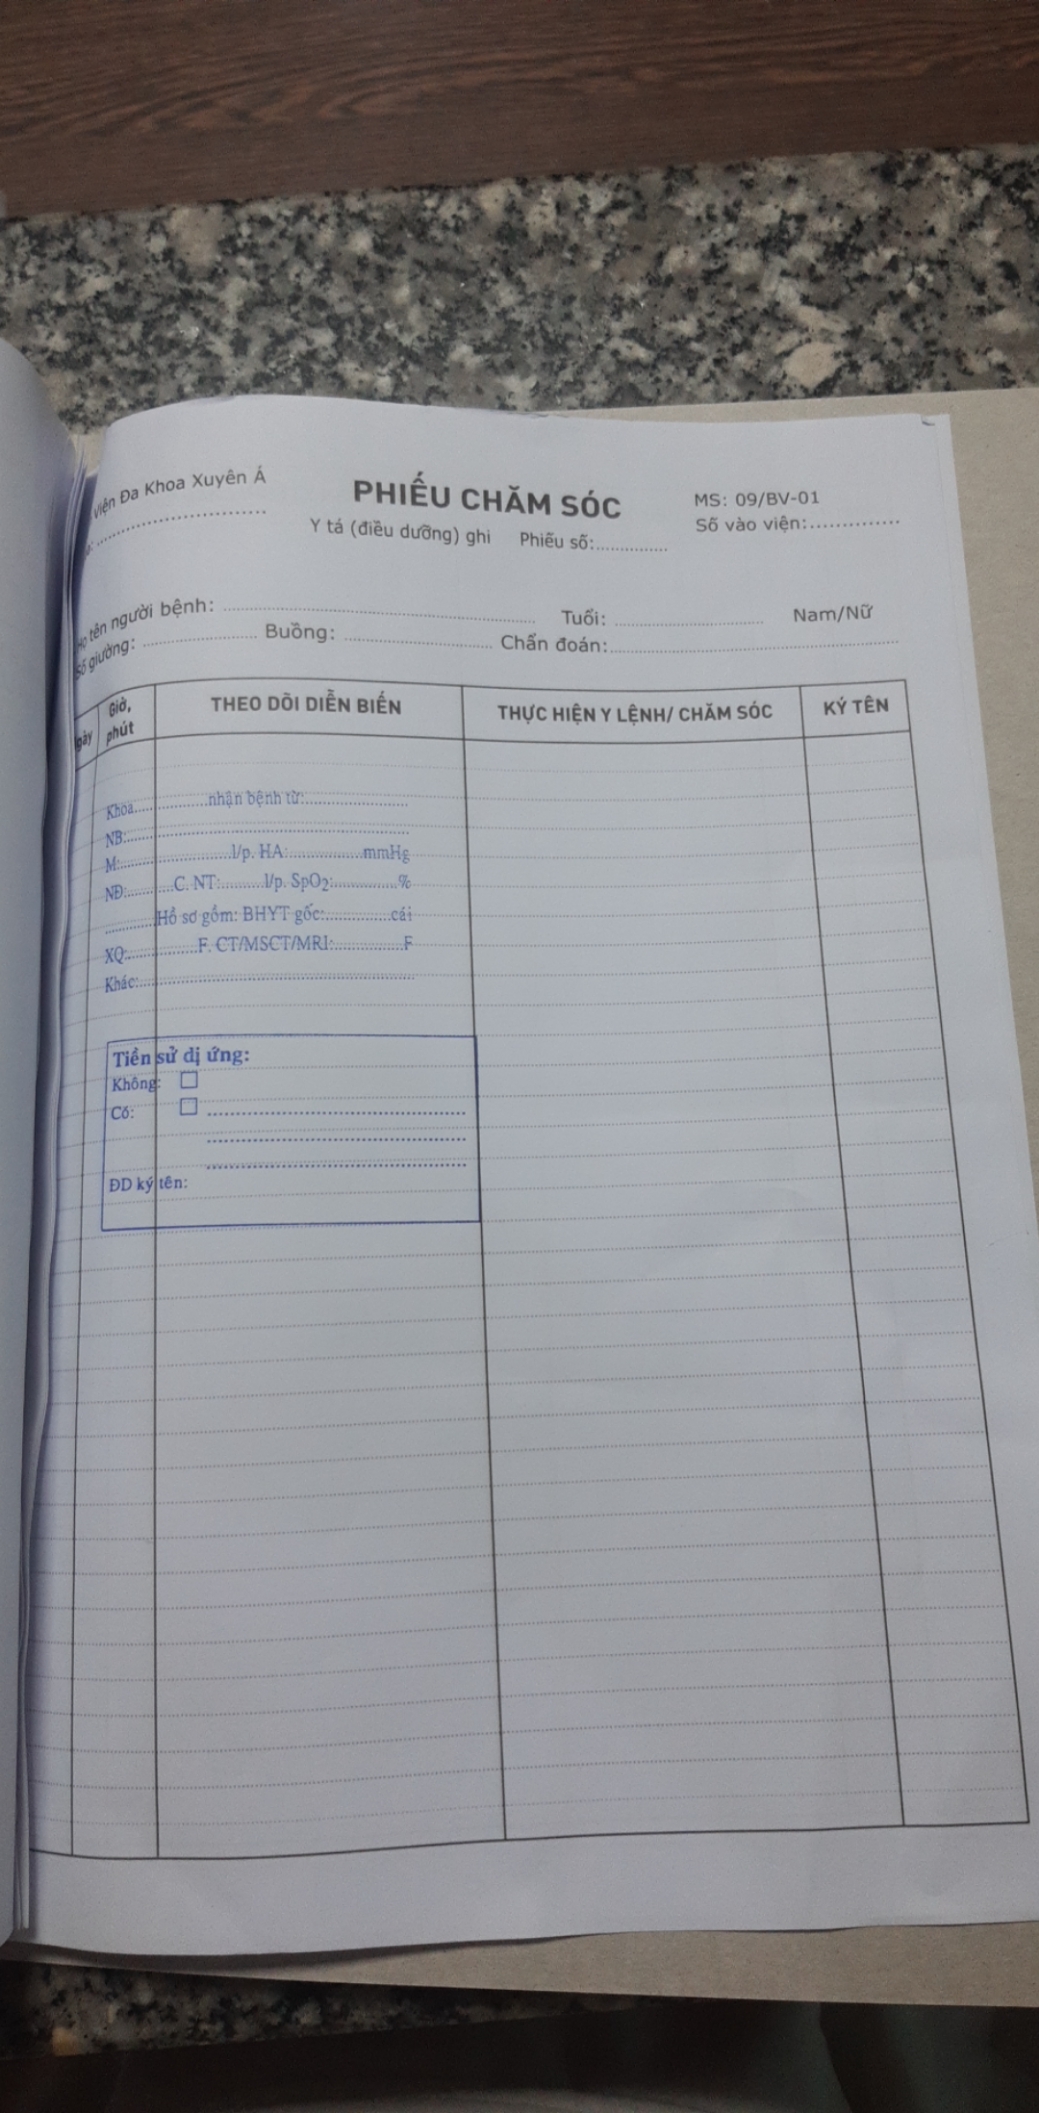 Viện Đa Khoa Xuyên Á
PHIẾU CHĂM SÓC
MS: 09/BV-01
Y tá (điều dưỡng) ghi Phiếu số:............
Số vào viện:..............
Họ tên người bệnh: ............ Tuổi: ............ Nam/Nữ
Số giường: ............ Buồng: ............ Chẩn đoán:............
Giờ, phút
THEO DÕI DIỄN BIẾN
THỰC HIỆN Y LỆNH/ CHĂM SÓC
KÝ TÊN
Khoa............nhận bệnh từ:............
NB:............
M:............l/p. HA:............mmHg
NĐ:............C. NT:............l/p. SpO2:............%
............Hồ sơ gồm: BHYT gốc:............cái
XQ:............F. CT/MSCT/MRI:............F
Khác:............
Tiền sử dị ứng:
Không: ☐
Có: ☐ ............
ĐD ký tên: